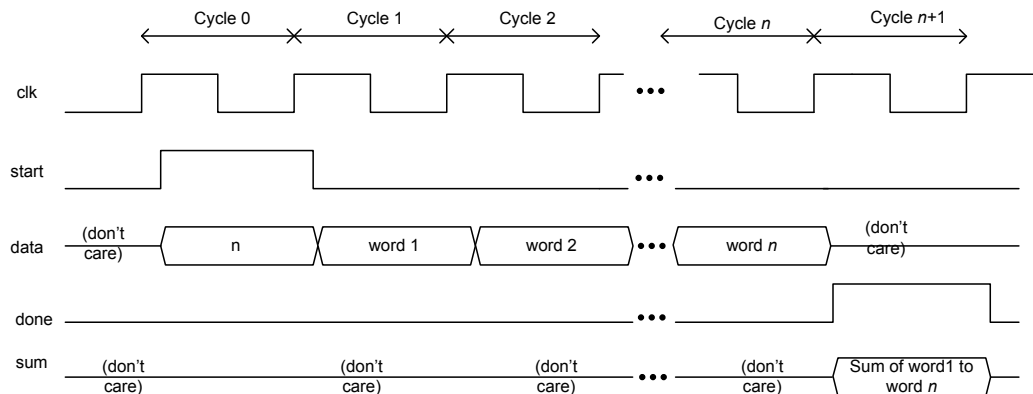 Cycle 0 Cycle 1 Cycle 2 Cycle n Cycle n+1
clk
•••
start
•••
(don't
care)
data
n word 1 word 2 ••• word n
(don't
care)
done
•••
sum
(don't
care)
(don't
care)
(don't
care)
•••
(don't
care)
Sum of word1 to
word n